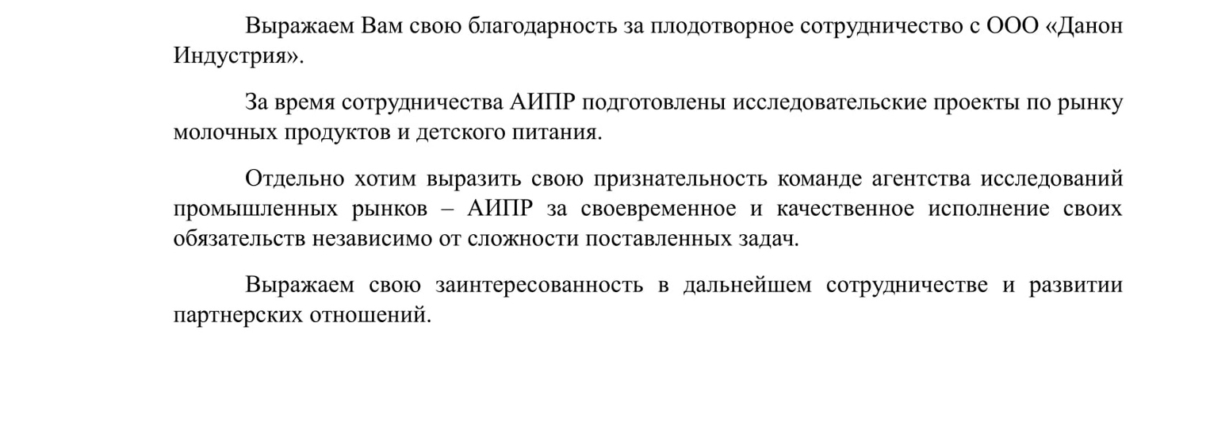 Выражаем Вам свою благодарность за плодотворное сотрудничество с ООО «Данон
Индустрия».
За время сотрудничества АИПР подготовлены исследовательские проекты по рынку
молочных продуктов и детского питания.
Отдельно хотим выразить свою признательность команде агентства исследований
промышленных рынков – АИПР за своевременное и качественное исполнение своих
обязательств независимо от сложности поставленных задач.
Выражаем свою заинтересованность в дальнейшем сотрудничестве и развитии
партнерских отношений.